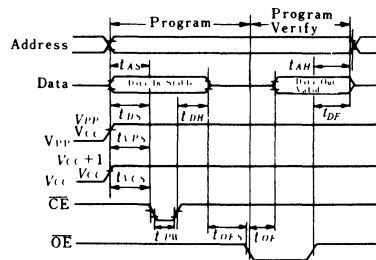 Program
Program
Verify
Address
tAS
tAH
Data
Data In Stable
Data Out
Valid
tDS
tDH
tDF
VPP
VCC
VPP
tVPS
VCC + 1
VCC
VCC
tVCS
CE
tPW
tOES
tOE
OE